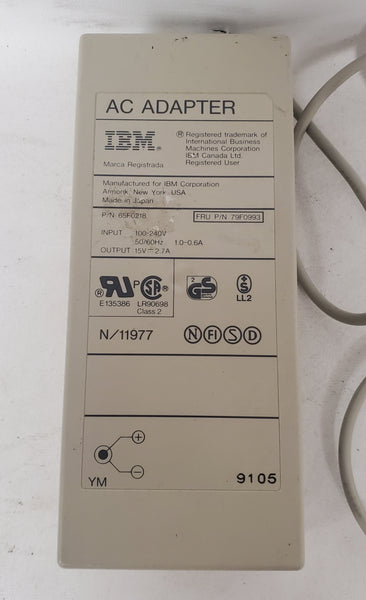 AC ADAPTER
IBM
® Registered trademark of
International Business
Machines Corporation
IBM Canada Ltd.
Registered User
Marca Registrada
Manufactured for IBM Corporation
Armonk, New York, USA
Made in Japan
P/N 65F0218
FRU P/N 79F0993
INPUT 100-240V
50/60Hz 1.0-0.6A
OUTPUT 15V⎓2.7A
® P
E135386 LR90698
Class 2
2
GS
S
LL2
N/11977
N FI S D
+
−
YM
9105